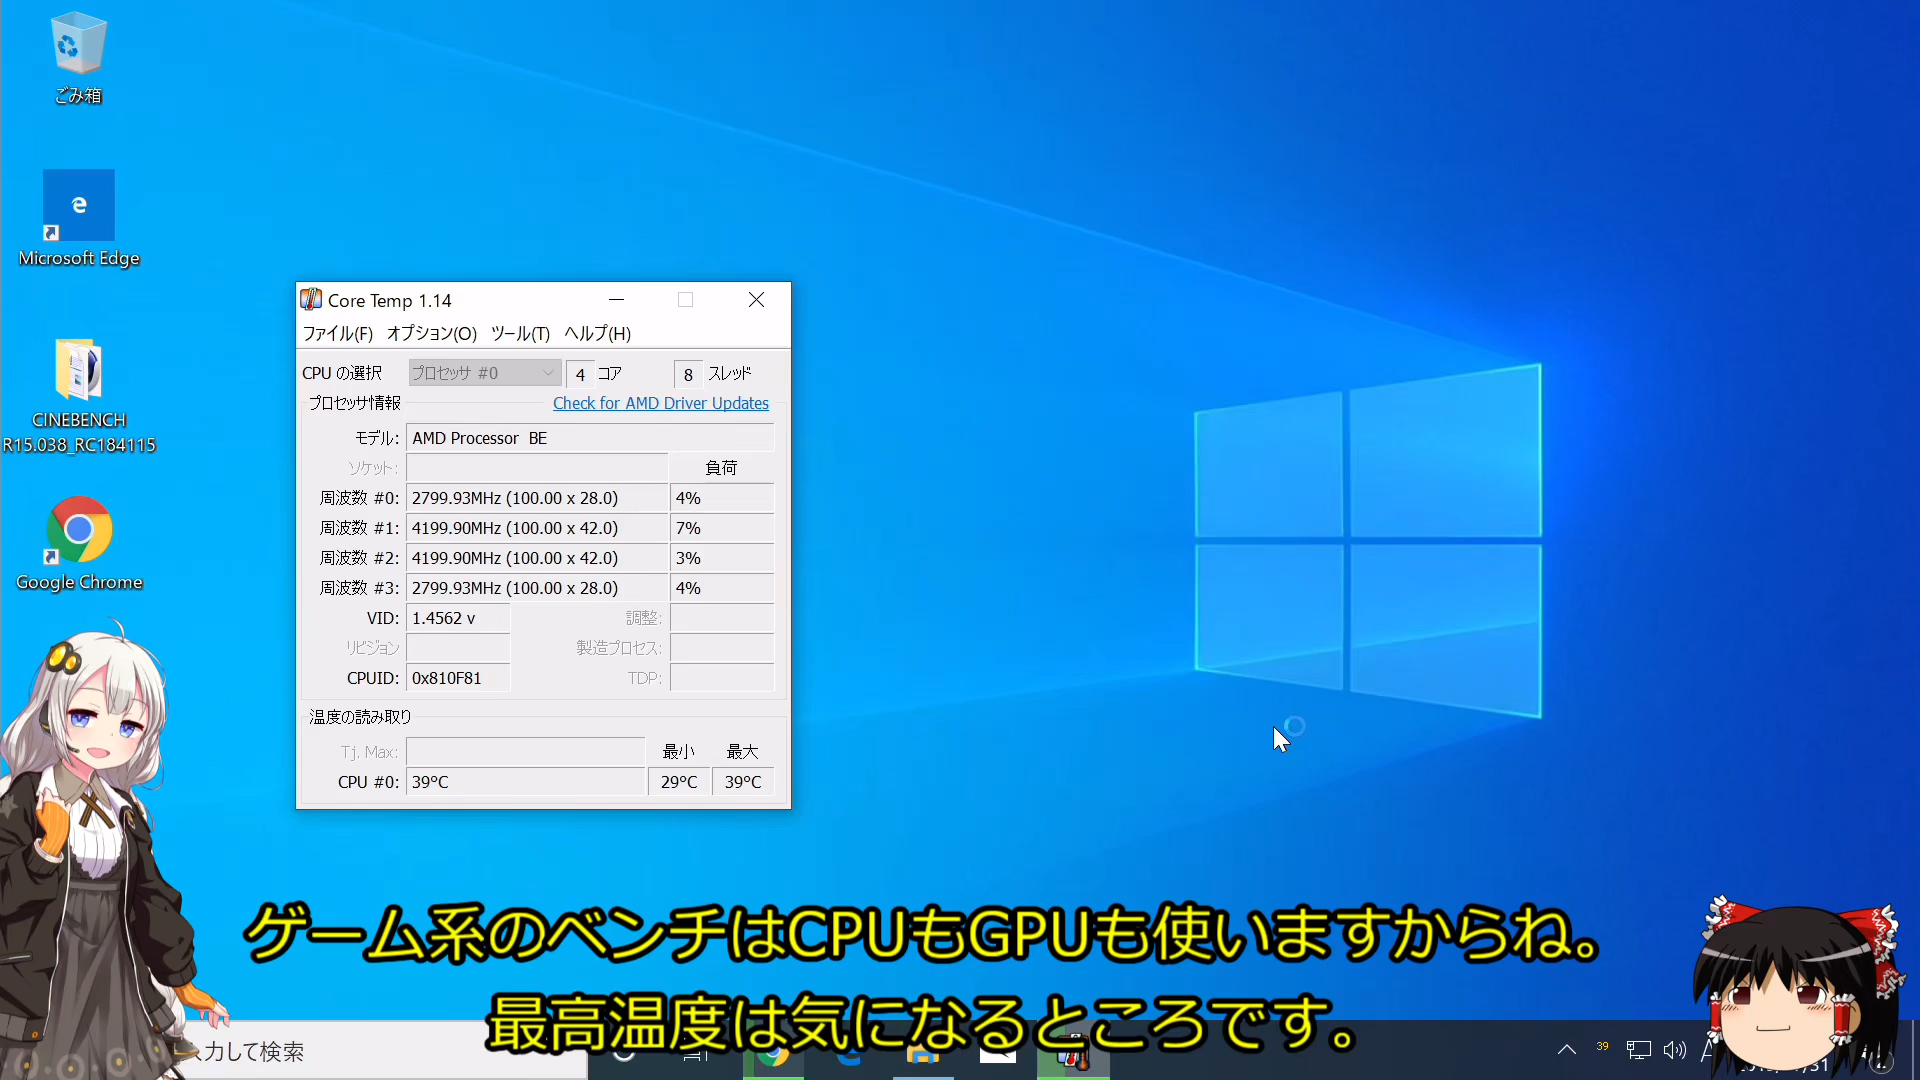 ごみ箱
Microsoft Edge
CINEBENCH
R15.038_RC184115
Google Chrome
Core Temp 1.14
ファイル(F) オプション(O) ツール(T) ヘルプ(H)
CPU の選択 プロセッサ #0 4 コア 8 スレッド
プロセッサ情報 Check for AMD Driver Updates
モデル: AMD Processor BE
ソケット: 負荷
周波数 #0: 2799.93MHz (100.00 x 28.0) 4%
周波数 #1: 4199.90MHz (100.00 x 42.0) 7%
周波数 #2: 4199.90MHz (100.00 x 42.0) 3%
周波数 #3: 2799.93MHz (100.00 x 28.0) 4%
VID: 1.4562 v 調整:
リビジョン 製造プロセス:
CPUID: 0x810F81 TDP:
温度の読み取り
Tj. Max: 最小 最大
CPU #0: 39°C 29°C 39°C
ゲーム系のベンチはCPUもGPUも使いますからね。
最高温度は気になるところです。
力して検索
39